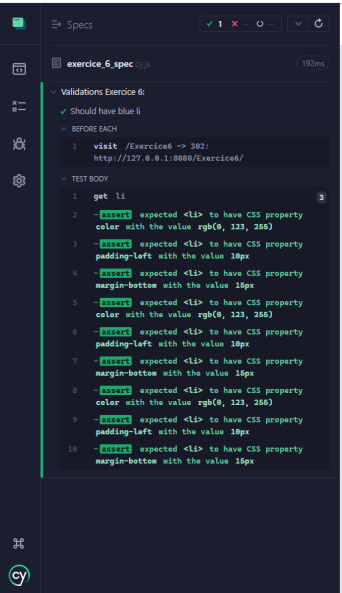 Specs
1
--
--
exercice_6_spec.cy.js
192ms
Validations Exercice 6:
Should have blue li
BEFORE EACH
1 visit /Exercice6 -> 302:
http://127.0.0.1:8080/Exercice6/
TEST BODY
1 get li 3
2 -assert expected <li> to have CSS property
color with the value rgb(0, 123, 255)
3 -assert expected <li> to have CSS property
padding-left with the value 10px
4 -assert expected <li> to have CSS property
margin-bottom with the value 15px
5 -assert expected <li> to have CSS property
color with the value rgb(0, 123, 255)
6 -assert expected <li> to have CSS property
padding-left with the value 10px
7 -assert expected <li> to have CSS property
margin-bottom with the value 15px
8 -assert expected <li> to have CSS property
color with the value rgb(0, 123, 255)
9 -assert expected <li> to have CSS property
padding-left with the value 10px
10 -assert expected <li> to have CSS property
margin-bottom with the value 15px
cy